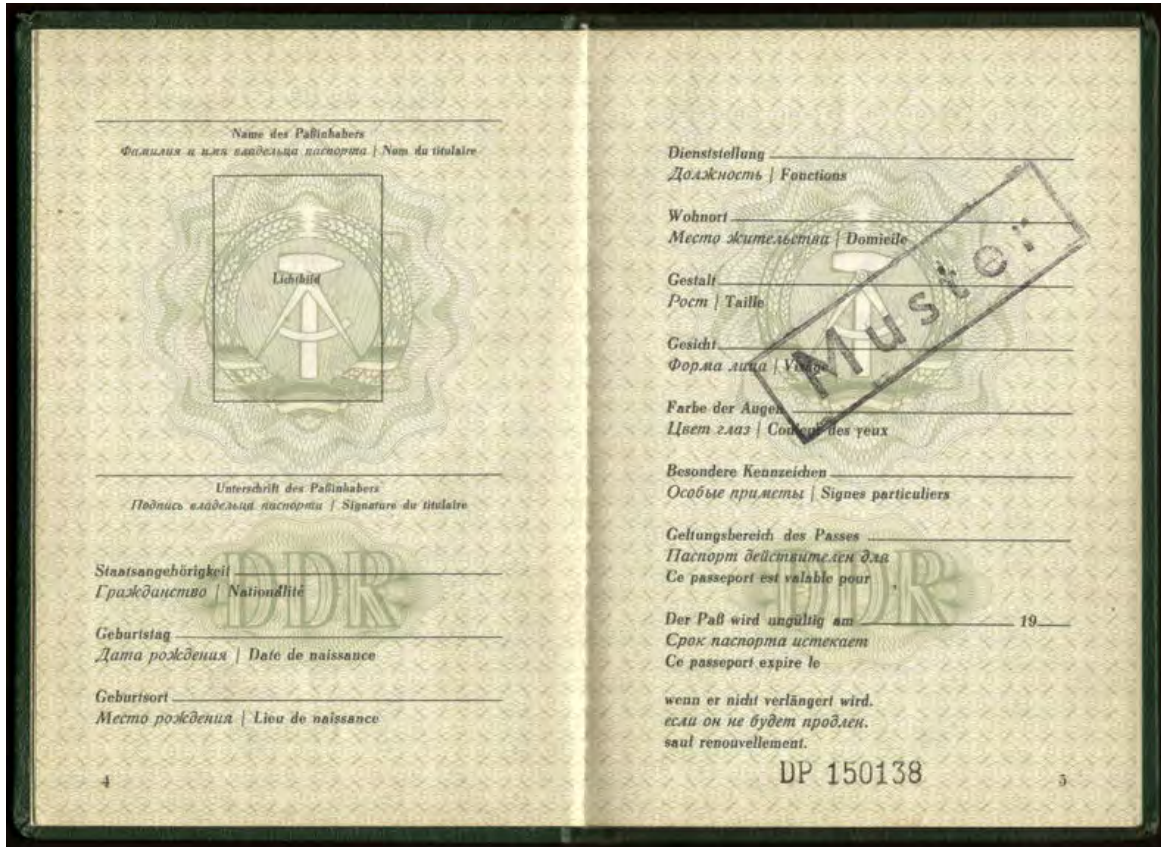 Name des Paßinhabers
Фамилия и имя владельца паспорта | Nom du titulaire
Lichtbild
Unterschrift des Paßinhabers
Подпись владельца паспорта | Signature du titulaire
DDR
Staatsangehörigkeit
Гражданство | Nationalité
Geburtstag
Дата рождения | Date de naissance
Geburtsort
Место рождения | Lieu de naissance
4
Dienststellung
Должность | Fonctions
Wohnort
Место жительства | Domicile
Gestalt
Рост | Taille
Gesicht
Форма лица | Visage
Muster
Farbe der Augen
Цвет глаз | Couleur des yeux
Besondere Kennzeichen
Особые приметы | Signes particuliers
Geltungsbereich des Passes
Паспорт действителен для
Ce passeport est valable pour
DDR
Der Paß wird ungültig am 19
Срок паспорта истекает
Ce passeport expire le
wenn er nicht verlängert wird.
если он не будет продлен.
sauf renouvellement.
DP 150138
5